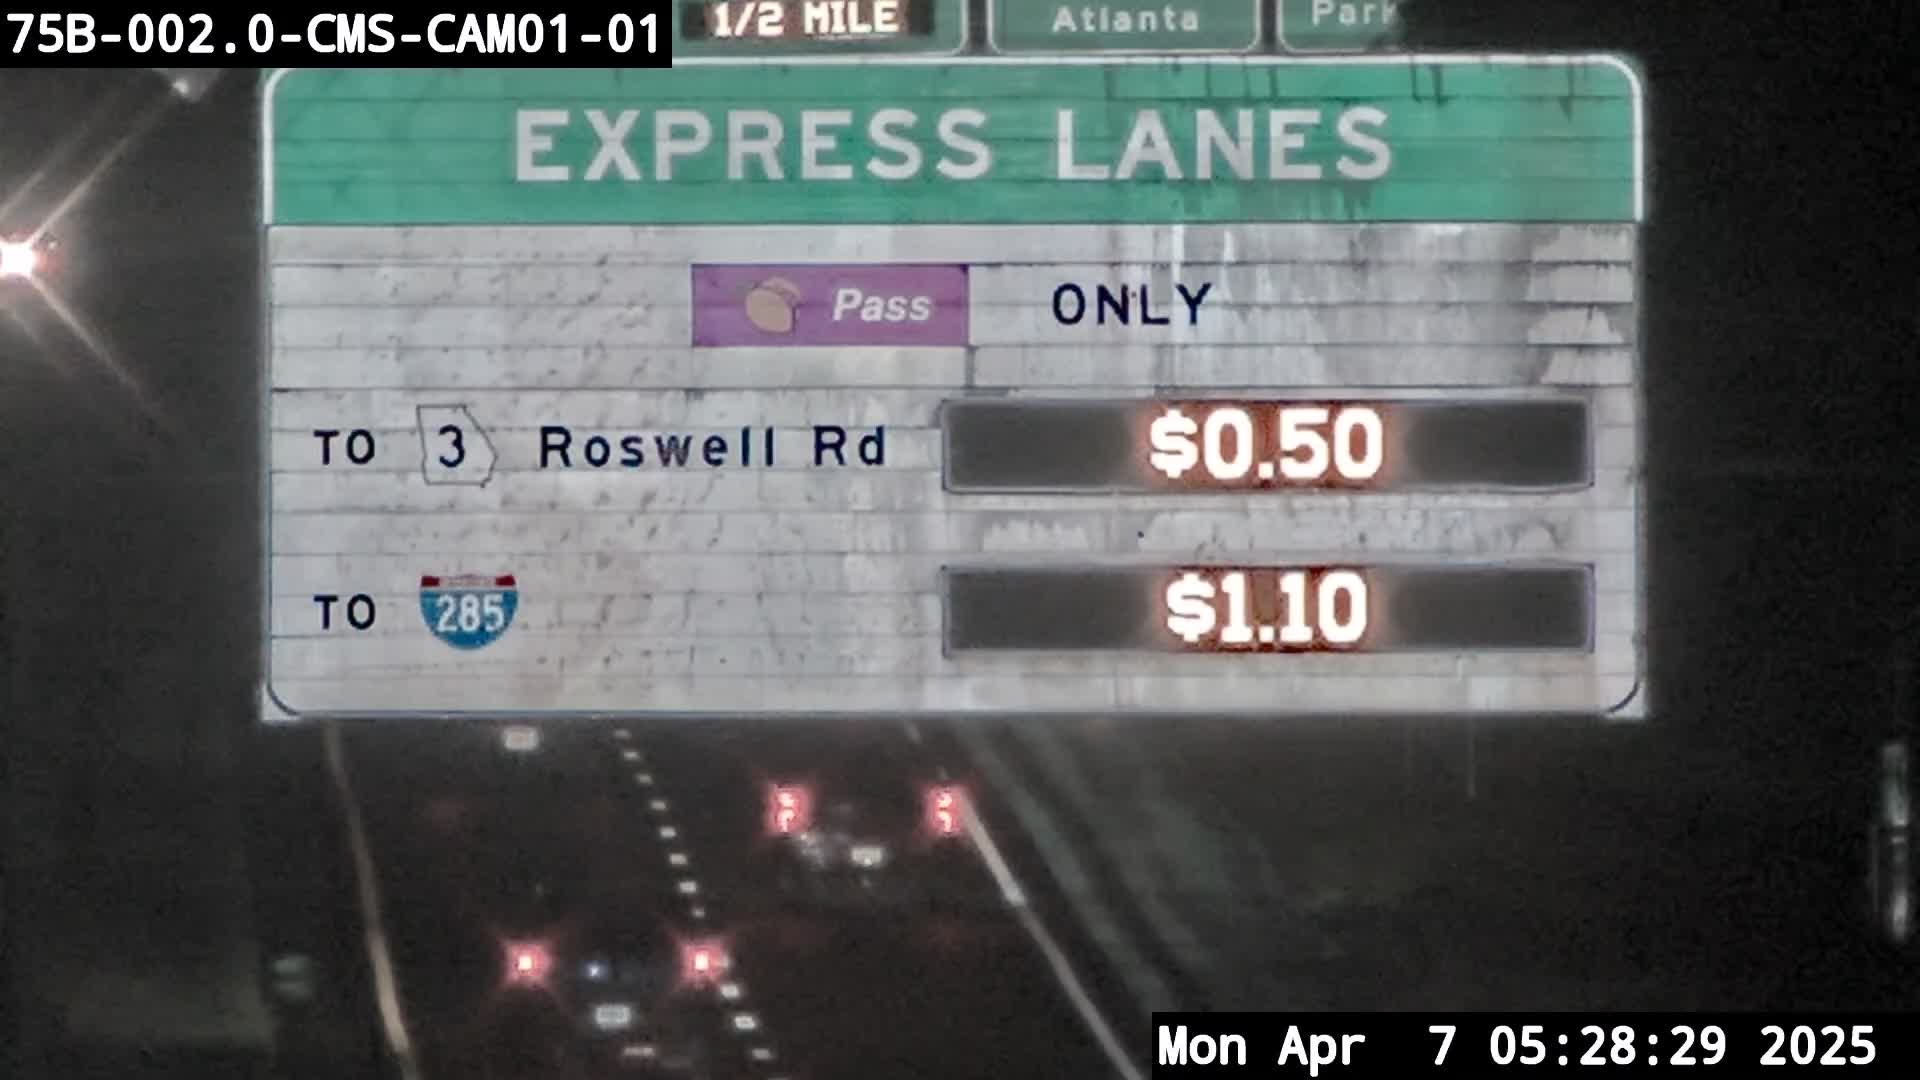 75B-002.0-CMS-CAM01-01
1/2 MILE
Atlanta
Park
EXPRESS LANES
Pass ONLY
TO 3 Roswell Rd $0.50
TO 285 $1.10
Mon Apr 7 05:28:29 2025